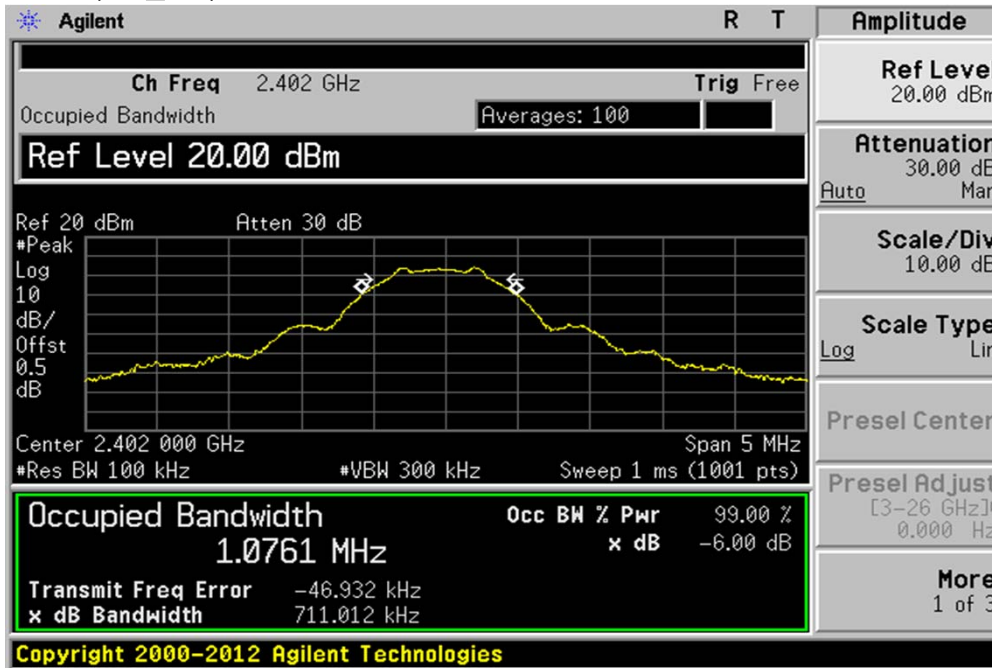 Agilent R T
Amplitude
Ch Freq 2.402 GHz Trig Free
Occupied Bandwidth Averages: 100
Ref Level 20.00 dBm
Ref 20 dBm Atten 30 dB
#Peak
Log
10
dB/
Offst
0.5
dB
Center 2.402 000 GHz Span 5 MHz
#Res BW 100 kHz #VBW 300 kHz Sweep 1 ms (1001 pts)
Occupied Bandwidth Occ BW % Pwr 99.00 %
1.0761 MHz x dB -6.00 dB
Transmit Freq Error -46.932 kHz
x dB Bandwidth 711.012 kHz
Ref Level
20.00 dBm
Attenuation
30.00 dB
Auto Man
Scale/Div
10.00 dB
Scale Type
Log Lin
Presel Center
Presel Adjust
[3-26 GHz]
0.000 Hz
More
1 of 3
Copyright 2000-2012 Agilent Technologies